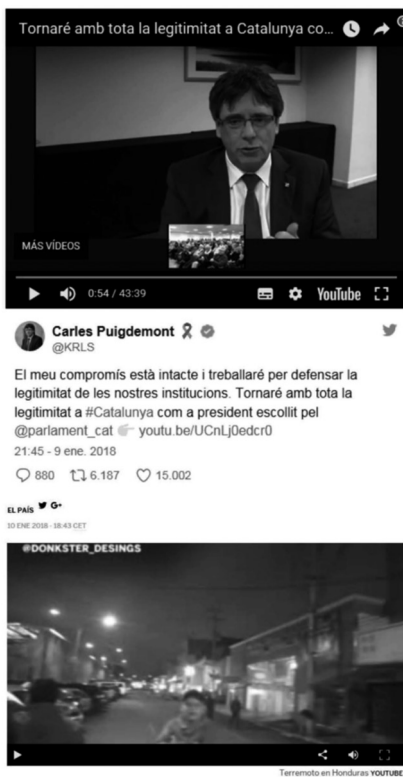 Tornaré amb tota la legitimitat a Catalunya co...
MÁS VÍDEOS
0:54 / 43:39
YouTube
Carles Puigdemont
@KRLS
El meu compromís està intacte i treballaré per defensar la
legitimitat de les nostres institucions. Tornaré amb tota la
legitimitat a #Catalunya com a president escollit pel
@parlament_cat 👉 youtu.be/UCnLj0edcr0
21:45 - 9 ene. 2018
880 6.187 15.002
EL PAÍS G+
10 ENE 2018 - 18:43 CET
@DONKSTER_DESINGS
Terremoto en Honduras YOUTUBE